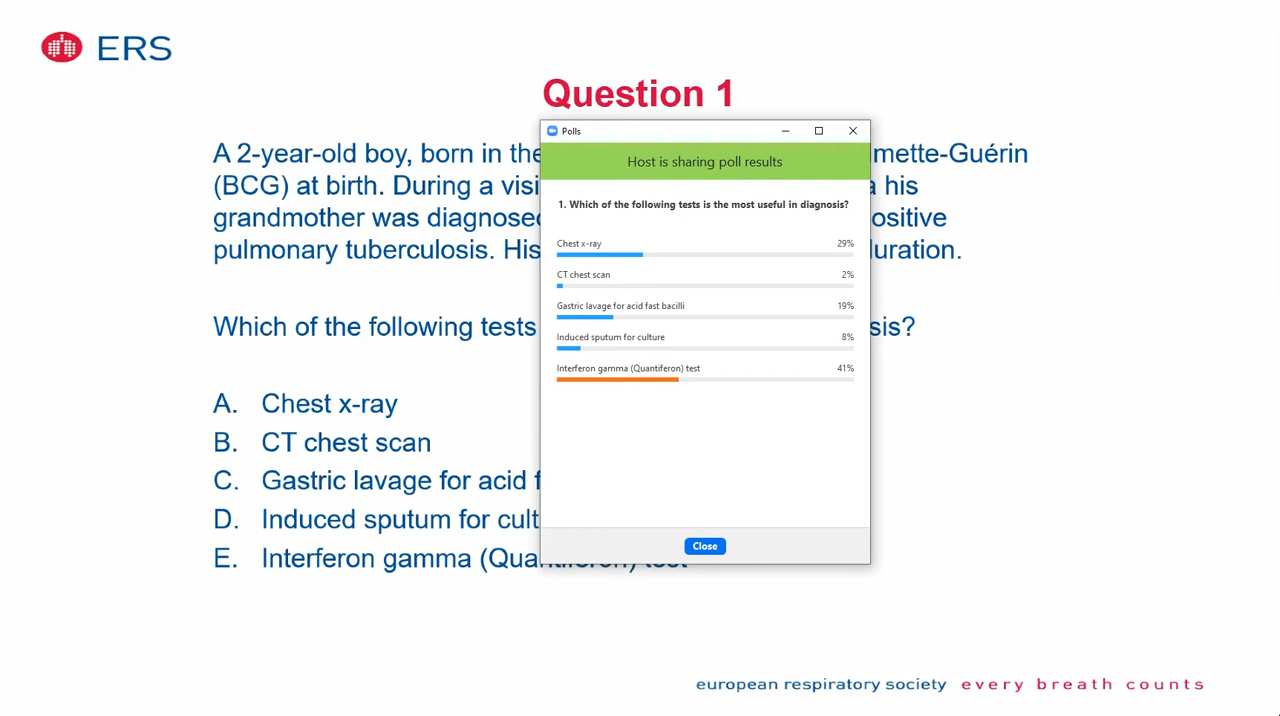 ERS
Question 1
A 2-year-old boy, born in the mette-Guérin
(BCG) at birth. During a visi a his
grandmother was diagnosed ositive
pulmonary tuberculosis. His duration.
Which of the following tests sis?
A. Chest x-ray
B. CT chest scan
C. Gastric lavage for acid f
D. Induced sputum for cult
E. Interferon gamma (Quantiferon) test
Polls
Host is sharing poll results
1. Which of the following tests is the most useful in diagnosis?
Chest x-ray 29%
CT chest scan 2%
Gastric lavage for acid fast bacilli 19%
Induced sputum for culture 8%
Interferon gamma (Quantiferon) test 41%
Close
european respiratory society every breath counts